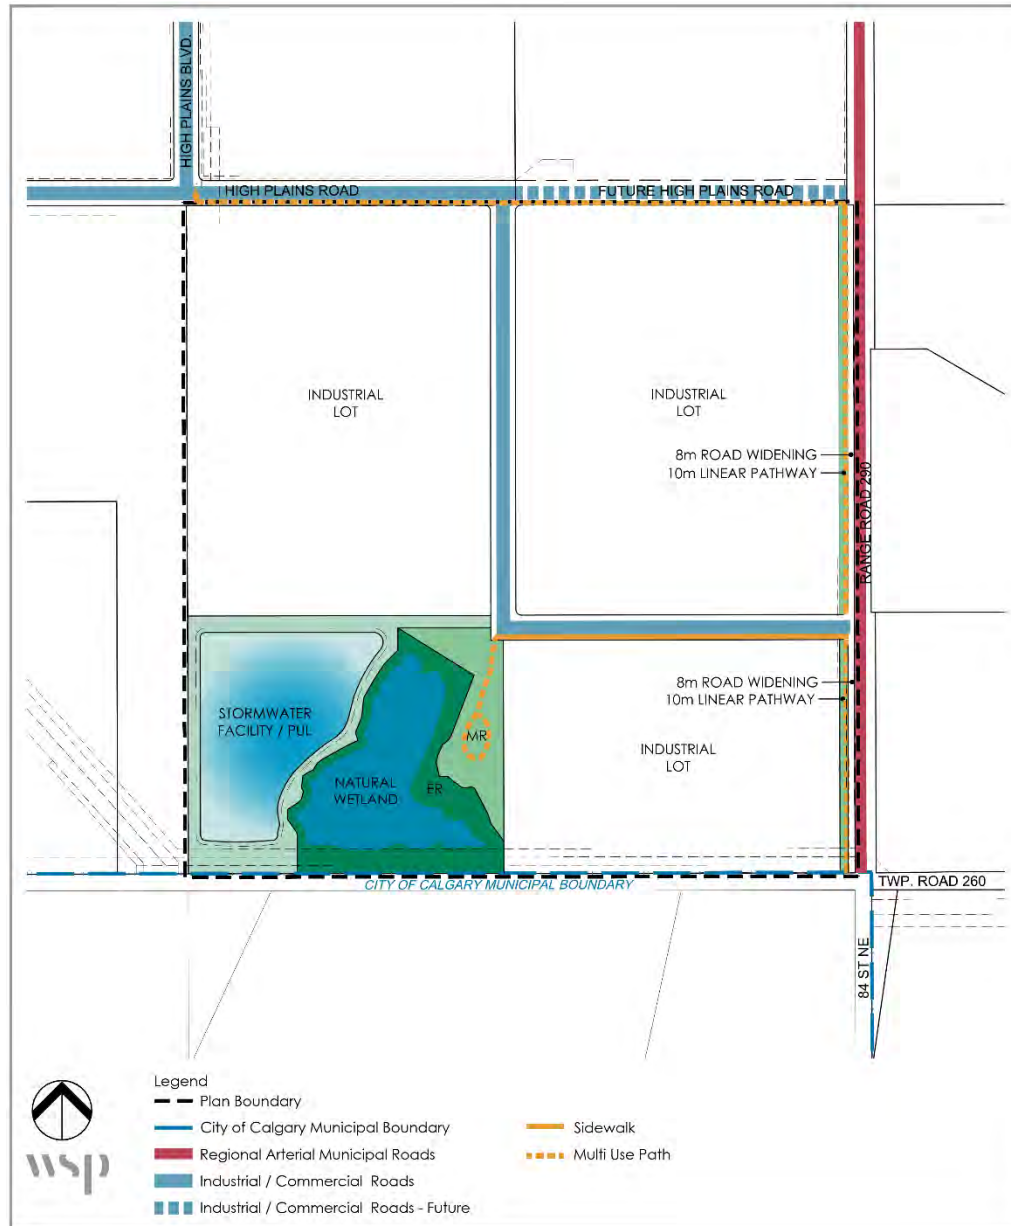 HIGH PLAINS BLVD.
HIGH PLAINS ROAD
FUTURE HIGH PLAINS ROAD
INDUSTRIAL
LOT
INDUSTRIAL
LOT
8m ROAD WIDENING
10m LINEAR PATHWAY
RANGE ROAD 290
8m ROAD WIDENING
10m LINEAR PATHWAY
STORMWATER
FACILITY / PUL
MR
INDUSTRIAL
LOT
NATURAL
WETLAND
ER
CITY OF CALGARY MUNICIPAL BOUNDARY
TWP. ROAD 260
84 ST NE
Legend
Plan Boundary
City of Calgary Municipal Boundary
Regional Arterial Municipal Roads
Industrial / Commercial Roads
Industrial / Commercial Roads - Future
Sidewalk
Multi Use Path
wsp